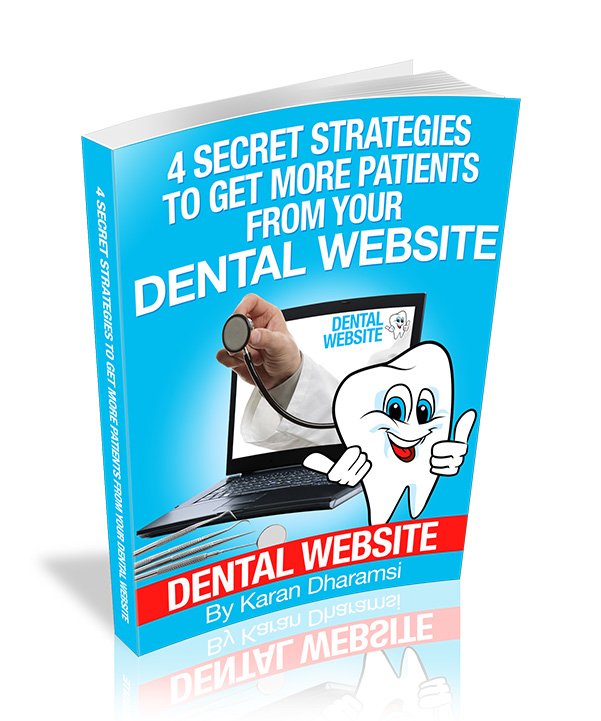 4 SECRET STRATEGIES
TO GET MORE PATIENTS
FROM YOUR
DENTAL WEBSITE
DENTAL
WEBSITE
DENTAL WEBSITE
By Karan Dharamsi
4 SECRET STRATEGIES TO GET MORE PATIENTS FROM YOUR DENTAL WEBSITE